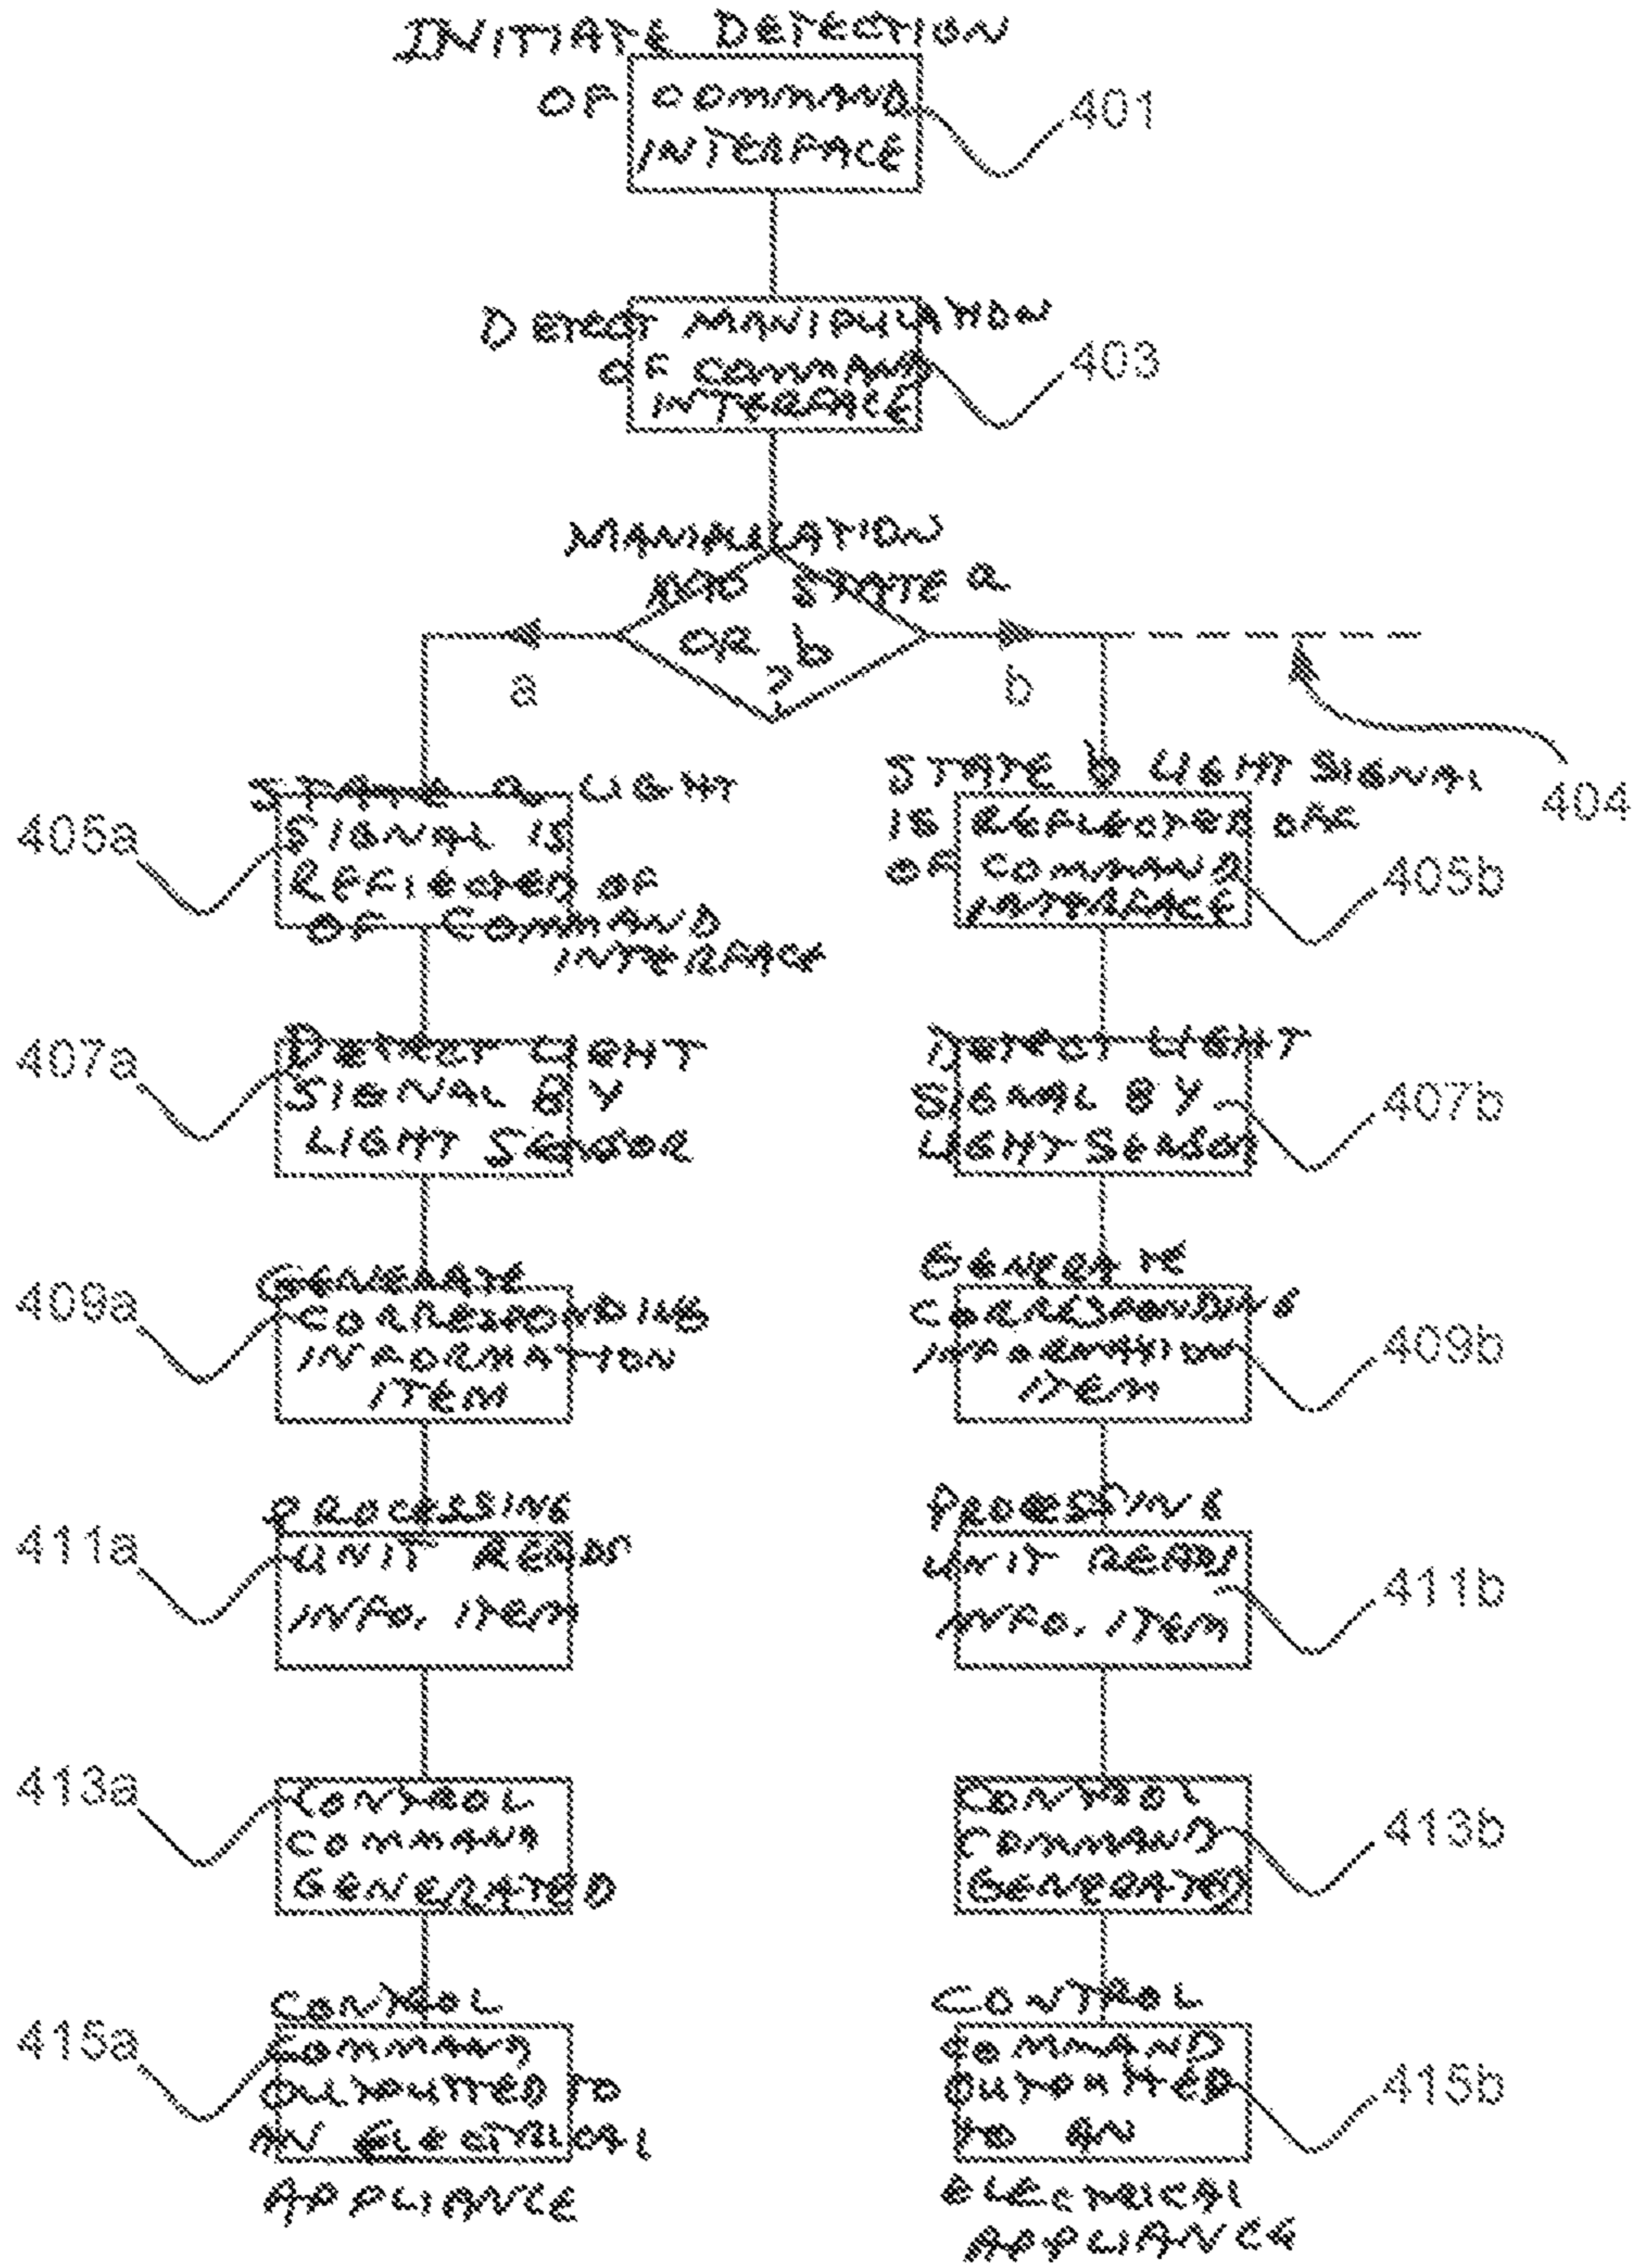 INITIATE DETECTION
OF COMMAND
INTERFACE
401
DETECT MANIPULATION
OF COMMAND
INTERFACE
403
MANIPULATION
INTO STATE a
OR b
?
a
b
404
STATE a LIGHT
SIGNAL IS
REFLECTED OF
OF COMMAND
INTERFACE
405a
STATE b LIGHT SIGNAL
IS REFLECTED OFF
OF COMMAND
INTERFACE
405b
DETECT LIGHT
SIGNAL BY
LIGHT SENSOR
407a
DETECT LIGHT
SIGNAL BY
LIGHT SENSOR
407b
GENERATE
CORRESPONDING
INFORMATION
ITEM
409a
GENERATE
CORRESPONDING
INFORMATION
ITEM
409b
PROCESSING
UNIT READS
INFO. ITEM
411a
PROCESSING
UNIT READS
INFO. ITEM
411b
CONTROL
COMMAND
GENERATED
413a
CONTROL
COMMAND
GENERATED
413b
CONTROL
COMMAND
OUTPUTTED TO
AN ELECTRICAL
APPLIANCE
415a
CONTROL
COMMAND
OUTPUTTED
TO AN
ELECTRICAL
APPLIANCE
415b